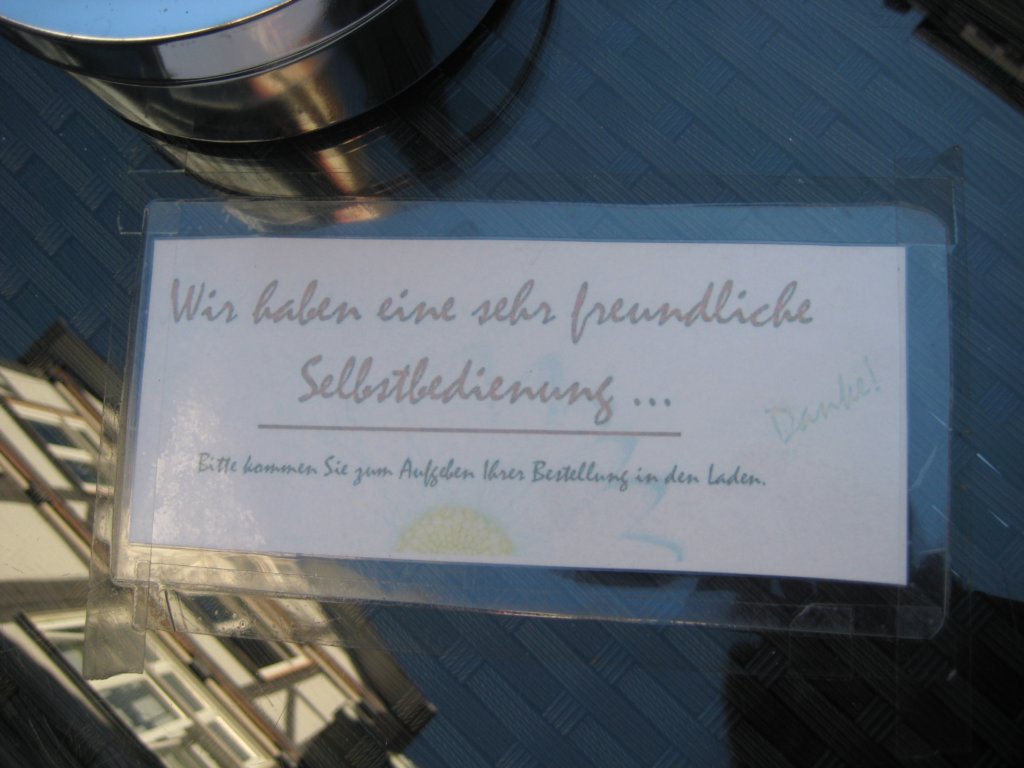 Wir haben eine sehr freundliche
Selbstbedienung ...
Danke!
Bitte kommen Sie zum Aufgeben Ihrer Bestellung in den Laden.